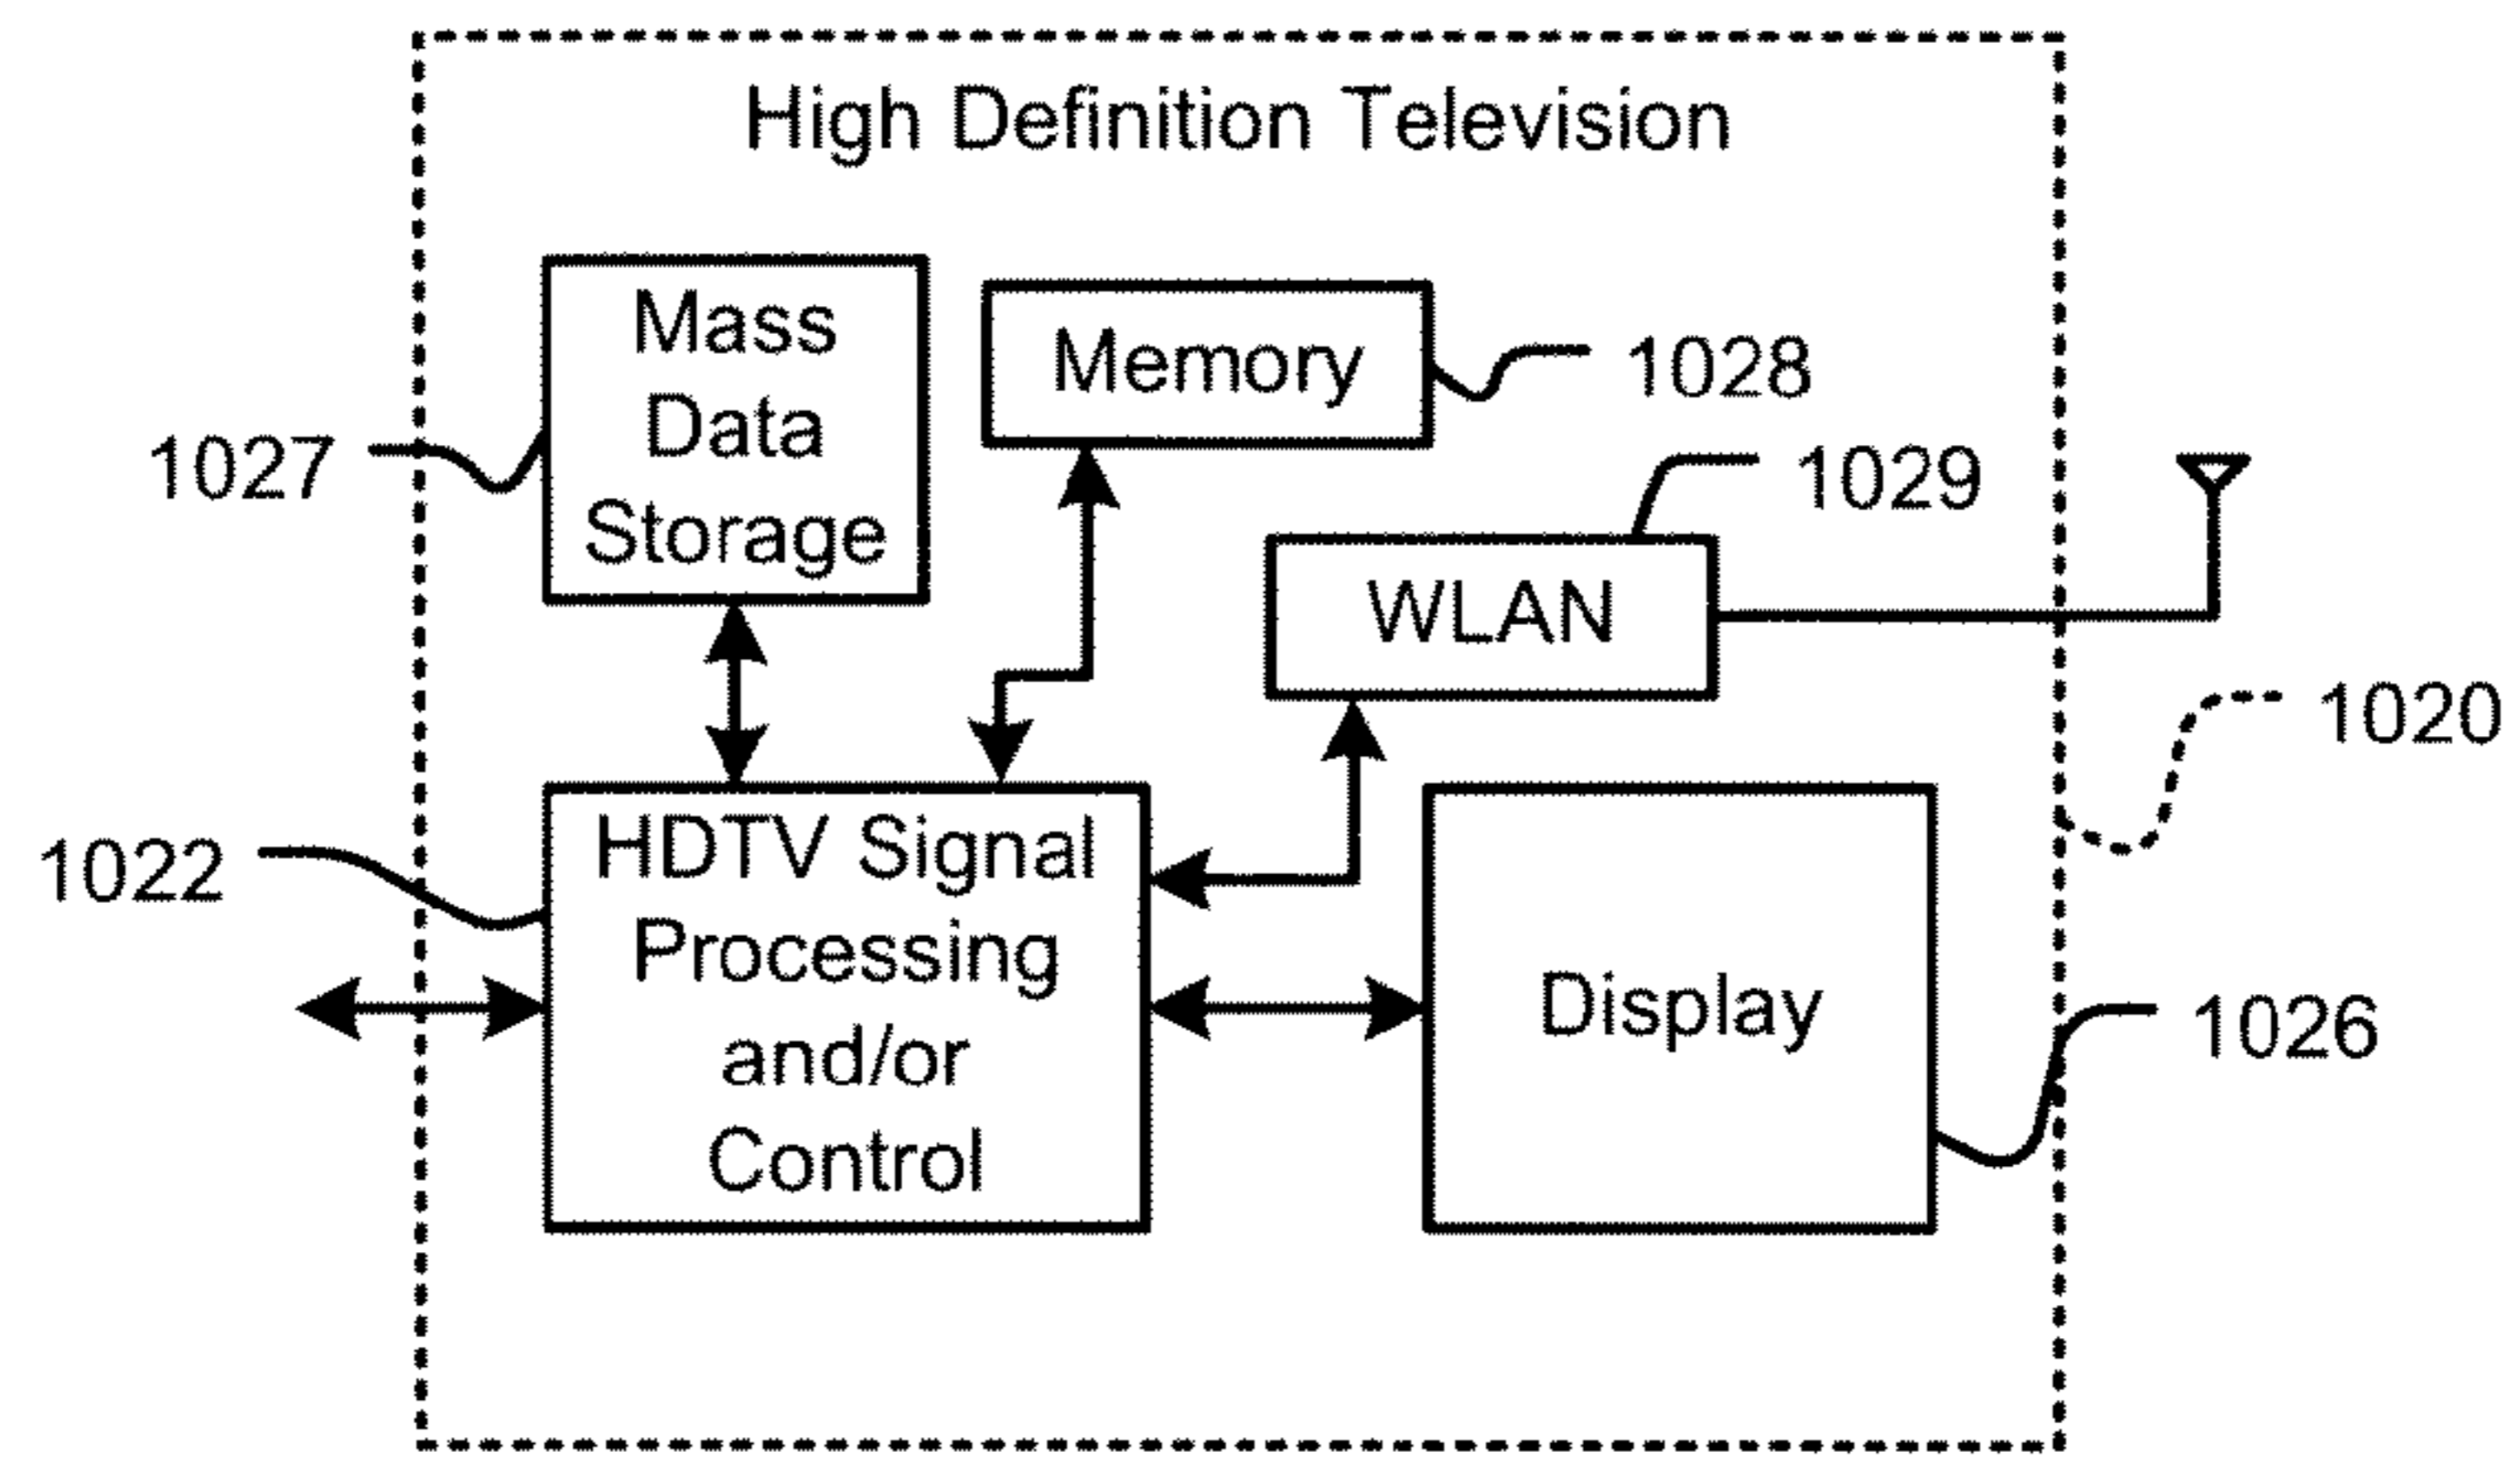 High Definition Television
Mass
Data
Storage
1027
Memory
1028
1029
WLAN
1020
1022
HDTV Signal
Processing
and/or
Control
Display
1026